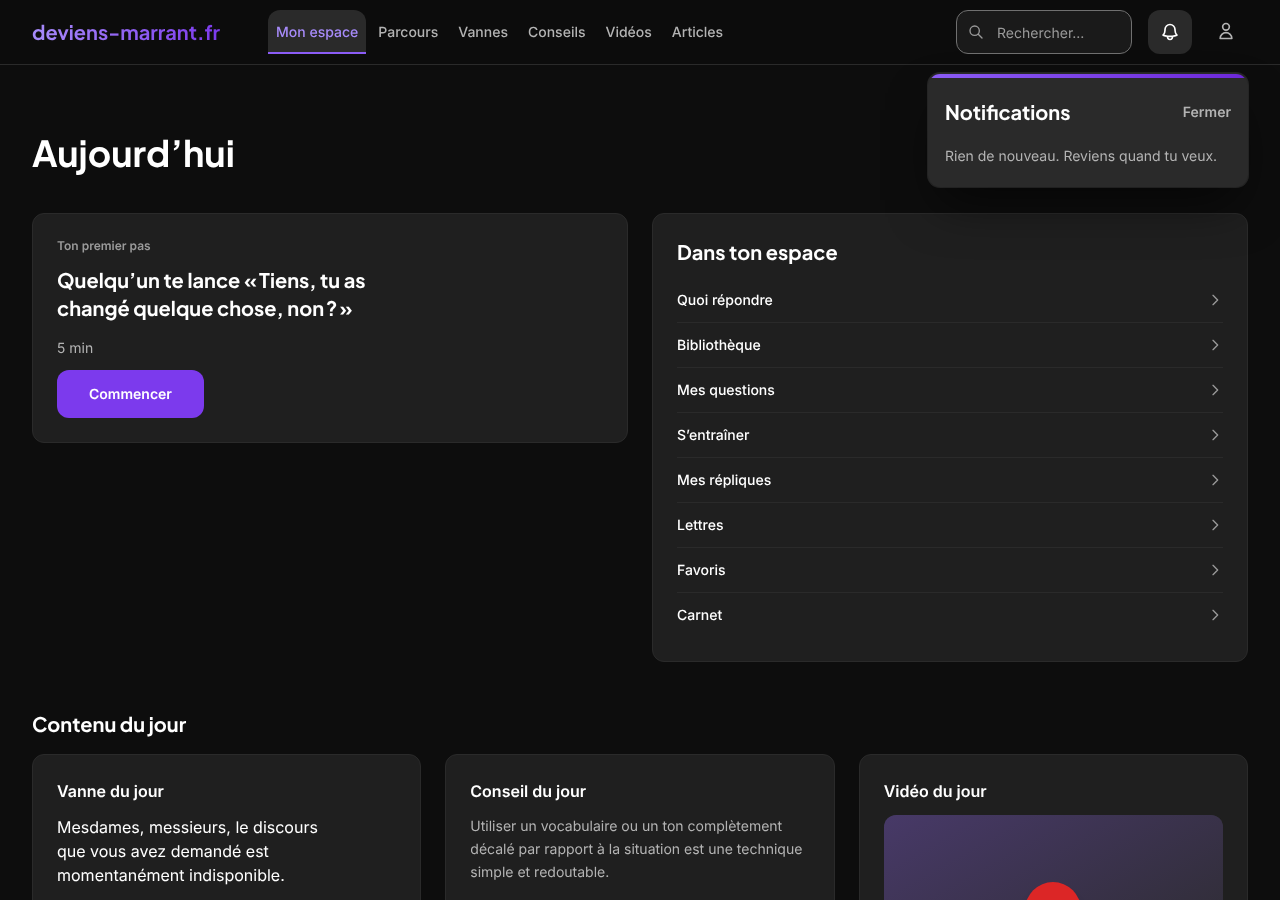 deviens-marrant.fr
Mon espace
Parcours
Vannes
Conseils
Vidéos
Articles
Rechercher...
Notifications
Fermer
Rien de nouveau. Reviens quand tu veux.
Aujourd’hui
Ton premier pas
Quelqu’un te lance « Tiens, tu as
changé quelque chose, non ? »
5 min
Commencer
Dans ton espace
Quoi répondre
Bibliothèque
Mes questions
S’entraîner
Mes répliques
Lettres
Favoris
Carnet
Contenu du jour
Vanne du jour
Mesdames, messieurs, le discours
que vous avez demandé est
momentanément indisponible.
Conseil du jour
Utiliser un vocabulaire ou un ton complètement
décalé par rapport à la situation est une technique
simple et redoutable.
Vidéo du jour